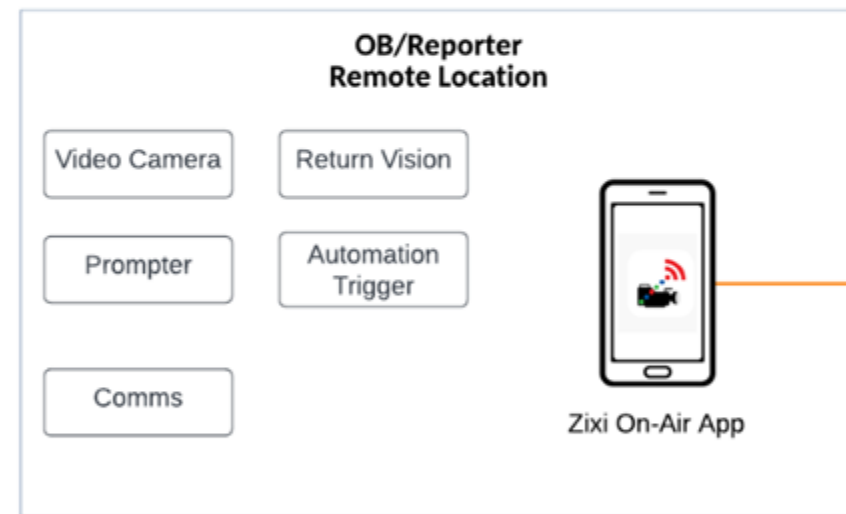 OB/Reporter
Remote Location
Video Camera
Return Vision
Prompter
Automation
Trigger
Comms
Zixi On-Air App